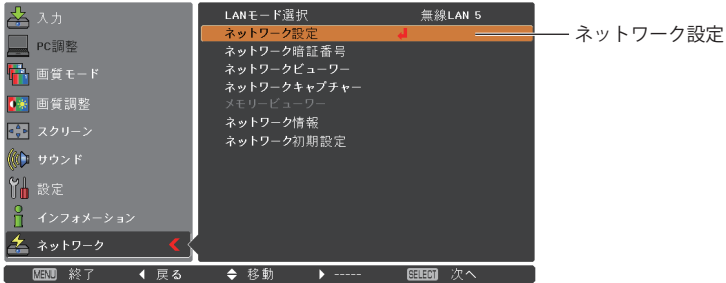 入力
PC調整
画質モード
画質調整
スクリーン
サウンド
設定
インフォメーション
ネットワーク
LANモード選択 無線LAN 5
ネットワーク設定
ネットワーク暗証番号
ネットワークビューワー
ネットワークキャプチャー
メモリービューワー
ネットワーク情報
ネットワーク初期設定
MENU 終了 戻る 移動 ----- SELECT 次へ
ネットワーク設定